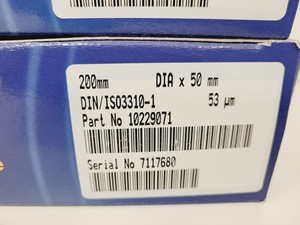 200mm DIA x 50 mm
DIN/ISO3310-1 53 µm
Part No 10229071
Serial No 7117680